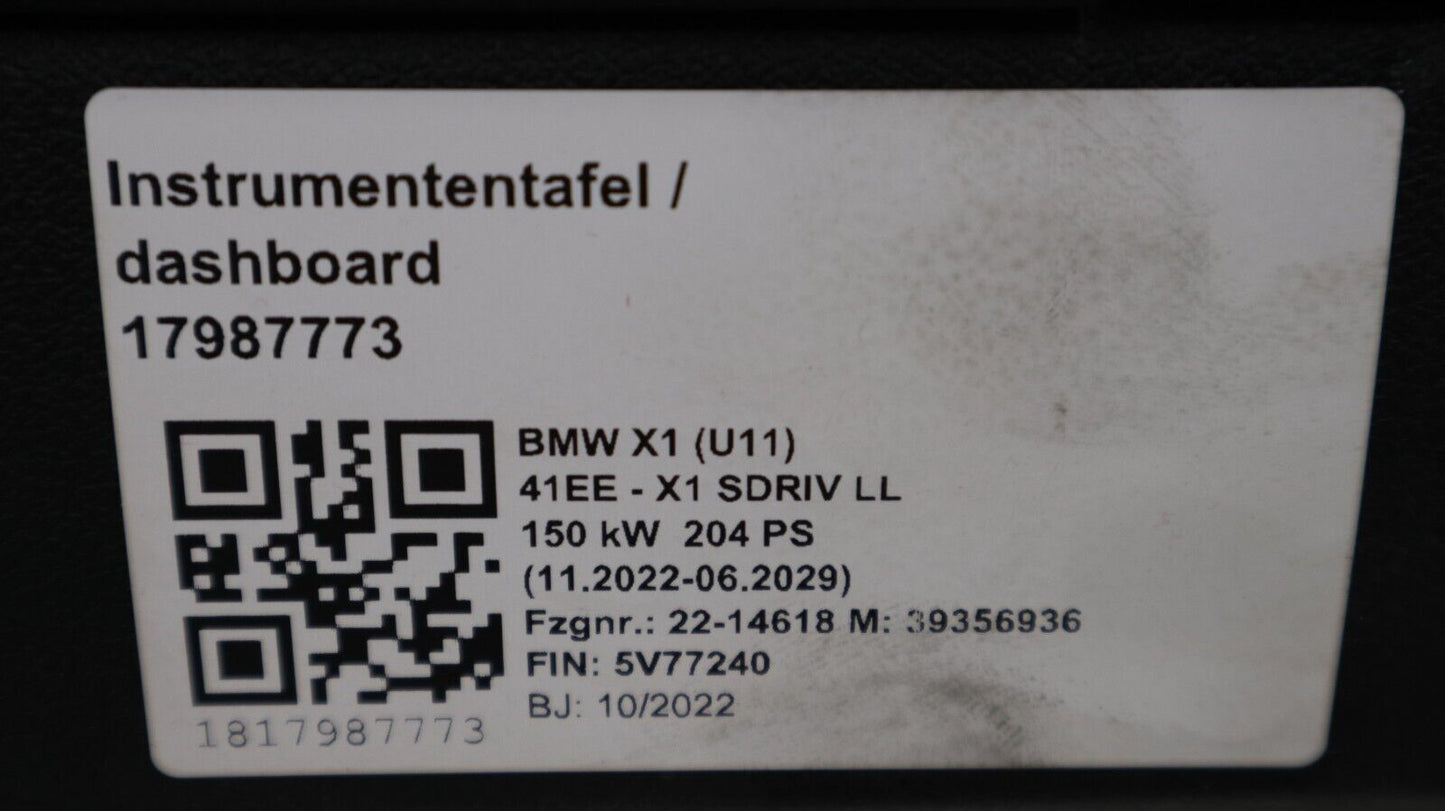 Instrumententafel /
dashboard
17987773
BMW X1 (U11)
41EE - X1 SDRIV LL
150 kW 204 PS
(11.2022-06.2029)
Fzgnr.: 22-14618 M: 39356936
FIN: 5V77240
BJ: 10/2022
1817987773